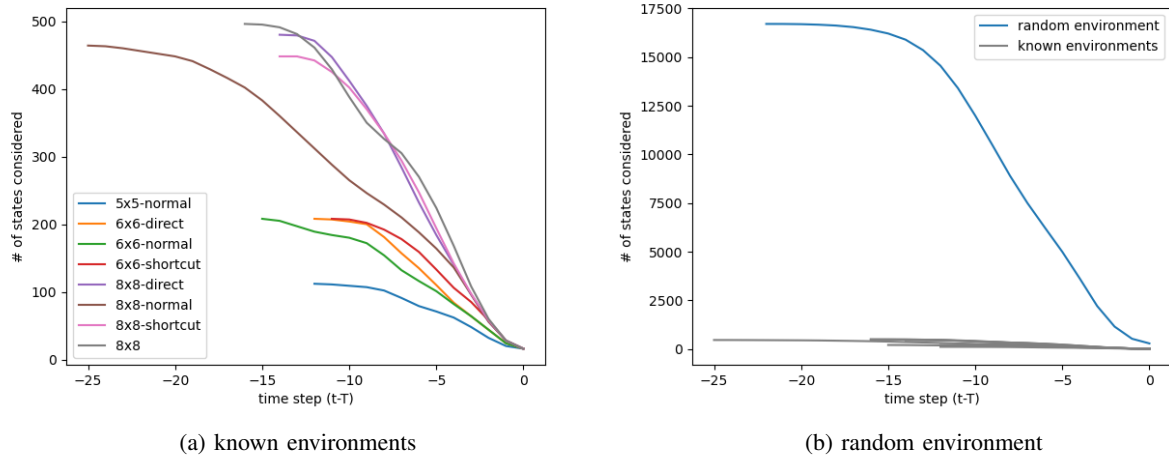 500
400
300
200
100
0
# of states considered
5x5-normal
6x6-direct
6x6-normal
6x6-shortcut
8x8-direct
8x8-normal
8x8-shortcut
8x8
−25 −20 −15 −10 −5 0
time step (t-T)
(a) known environments
17500
15000
12500
10000
7500
5000
2500
0
# of states considered
random environment
known environments
−25 −20 −15 −10 −5 0
time step (t-T)
(b) random environment